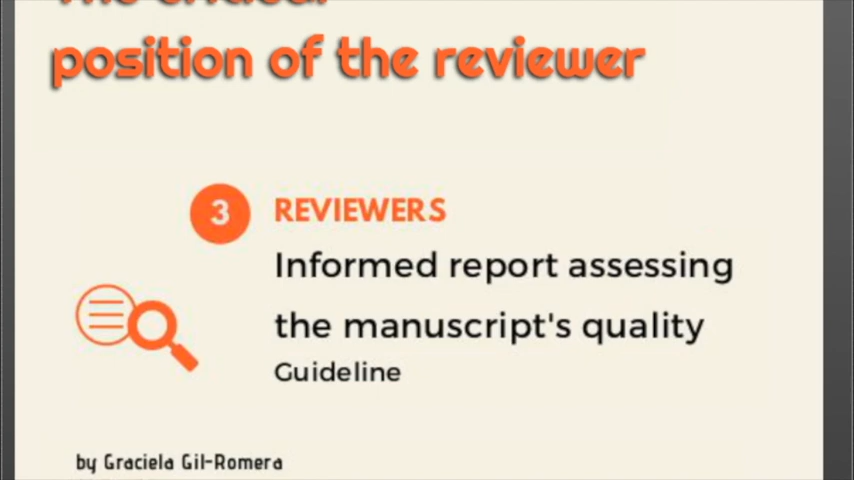 position of the reviewer
3
REVIEWERS
Informed report assessing
the manuscript's quality
Guideline
by Graciela Gil-Romera